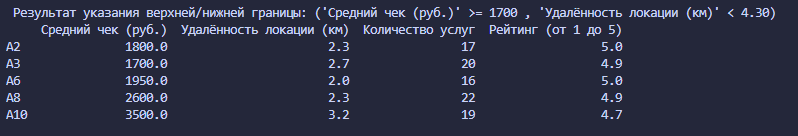 Результат указания верхней/нижней границы: ('Средний чек (руб.)' >= 1700 , 'Удалённость локации (км)' < 4.30)
Средний чек (руб.) Удалённость локации (км) Количество услуг Рейтинг (от 1 до 5)
A2 1800.0 2.3 17 5.0
A3 1700.0 2.7 20 4.9
A6 1950.0 2.0 16 5.0
A8 2600.0 2.3 22 4.9
A10 3500.0 3.2 19 4.7